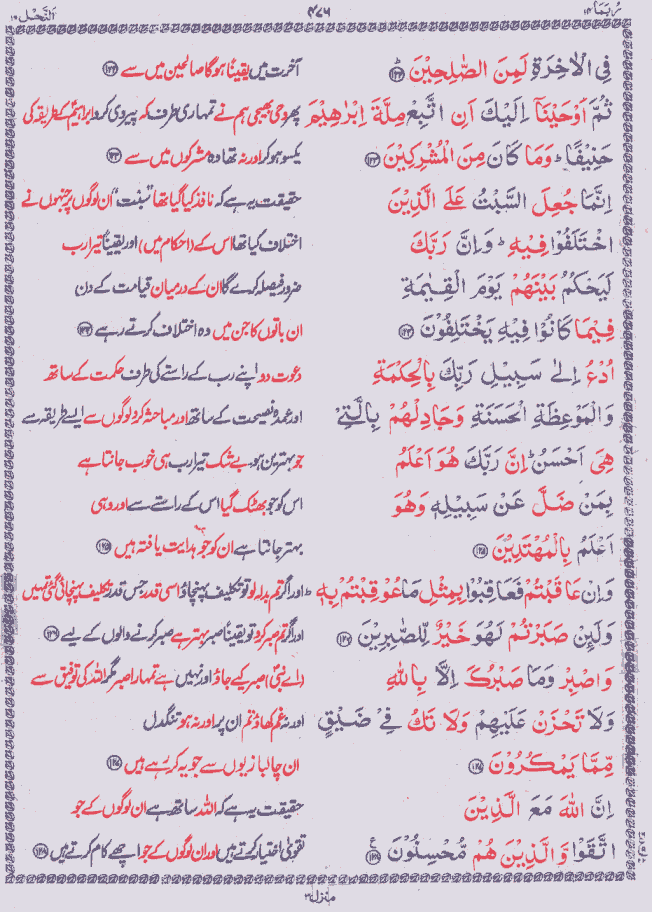 رُبَمَا ١٤ ٤٧٦ اَلنَّحْل ١٦
فِي الْاٰخِرَةِ لَمِنَ الصّٰلِحِيْنَ ؕ﴿۱۲۲﴾ آخرت میں یقیناً ہوگا صالحین میں سے ﴿۱۲۲﴾
ثُمَّ اَوْحَيْنَاۤ اِلَيْكَ اَنِ اتَّبِعْ مِلَّةَ اِبْرٰهِيْمَ پھر وحی بھیجی ہم نے تمہاری طرف کہ پیروی کرو ابراہیمؑ کے طریقہ کی
حَنِيْفًا ؕ وَمَا كَانَ مِنَ الْمُشْرِكِيْنَ ﴿۱۲۳﴾ یکسو ہو کر اور نہ تھا وہ مشرکوں میں سے ﴿۱۲۳﴾
اِنَّمَا جُعِلَ السَّبْتُ عَلَى الَّذِيْنَ حقیقت یہ ہے کہ نافذ کیا گیا تھا ”سبت“ ان لوگوں پر جنہوں نے
اخْتَلَفُوْا فِيْهِ ؕ وَاِنَّ رَبَّكَ اختلاف کیا تھا اس کے (احکام میں) اور یقیناً تیرا رب
لَيَحْكُمُ بَيْنَهُمْ يَوْمَ الْقِيٰمَةِ ضرور فیصلہ کرے گا ان کے درمیان قیامت کے دن
فِيْمَا كَانُوْا فِيْهِ يَخْتَلِفُوْنَ ﴿۱۲۴﴾ ان باتوں کا جن میں وہ اختلاف کرتے رہے ﴿۱۲۴﴾
اُدْعُ اِلٰى سَبِيْلِ رَبِّكَ بِالْحِكْمَةِ دعوت دو اپنے رب کے راستے کی طرف حکمت کے ساتھ
وَالْمَوْعِظَةِ الْحَسَنَةِ وَجَادِلْهُمْ بِالَّتِيْ اور عمدہ نصیحت کے ساتھ اور مباحثہ کرو لوگوں سے ایسے طریقہ سے
هِيَ اَحْسَنُ ؕ اِنَّ رَبَّكَ هُوَ اَعْلَمُ جو بہترین ہو، بے شک تیرا رب ہی خوب جانتا ہے
بِمَنْ ضَلَّ عَنْ سَبِيْلِهٖ وَهُوَ اس کو جو بھٹک گیا اس کے راستے سے اور وہی
اَعْلَمُ بِالْمُهْتَدِيْنَ ﴿۱۲۵﴾ بہتر جانتا ہے ان کو جو ہدایت یافتہ ہیں ﴿۱۲۵﴾
وَاِنْ عَاقَبْتُمْ فَعَاقِبُوْا بِمِثْلِ مَا عُوْقِبْتُمْ بِهٖ ؕ اور اگر تم بدلہ لو تو تکلیف پہنچاؤ اسی قدر جس قدر تکلیف پہنچائی گئی تمہیں
وَلَىِٕنْ صَبَرْتُمْ لَهُوَ خَيْرٌ لِّلصّٰبِرِيْنَ ﴿۱۲۶﴾ اور اگر تم صبر کرو تو یقیناً صبر بہتر ہے صبر کرنے والوں کے لیے ﴿۱۲۶﴾
وَاصْبِرْ وَمَا صَبْرُكَ اِلَّا بِاللّٰهِ (اے نبیؐ) صبر کیے جاؤ اور نہیں ہے تمہارا صبر مگر اللہ کی توفیق سے
وَلَا تَحْزَنْ عَلَيْهِمْ وَلَا تَكُ فِيْ ضَيْقٍ اور نہ غم کھاؤ تم ان پر اور نہ ہو تنگدل
مِّمَّا يَمْكُرُوْنَ ﴿۱۲۷﴾ ان چالبازیوں سے جو یہ کر رہے ہیں ﴿۱۲۷﴾
اِنَّ اللّٰهَ مَعَ الَّذِيْنَ حقیقت یہ ہے کہ اللہ ساتھ ہے ان لوگوں کے جو
اتَّقَوْا وَّالَّذِيْنَ هُمْ مُّحْسِنُوْنَ ﴿۱۲۸﴾ ع تقویٰ اختیار کرتے ہیں اور ان لوگوں کے جو اچھے کام کرتے ہیں ﴿۱۲۸﴾
منزل ۳